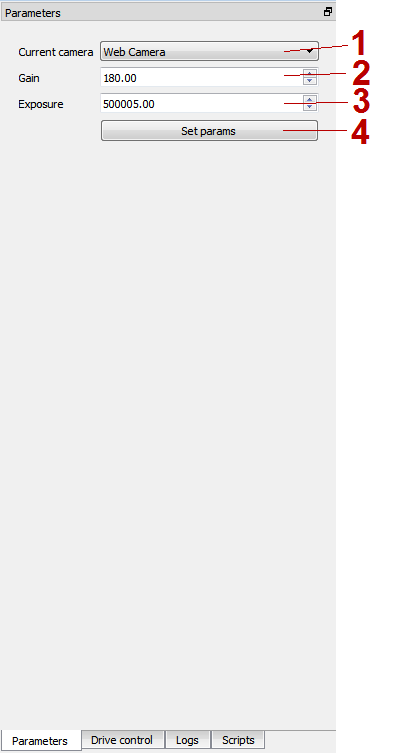 Parameters
Current camera Web Camera 1
Gain 180.00 2
Exposure 500005.00 3
Set params 4
Parameters Drive control Logs Scripts